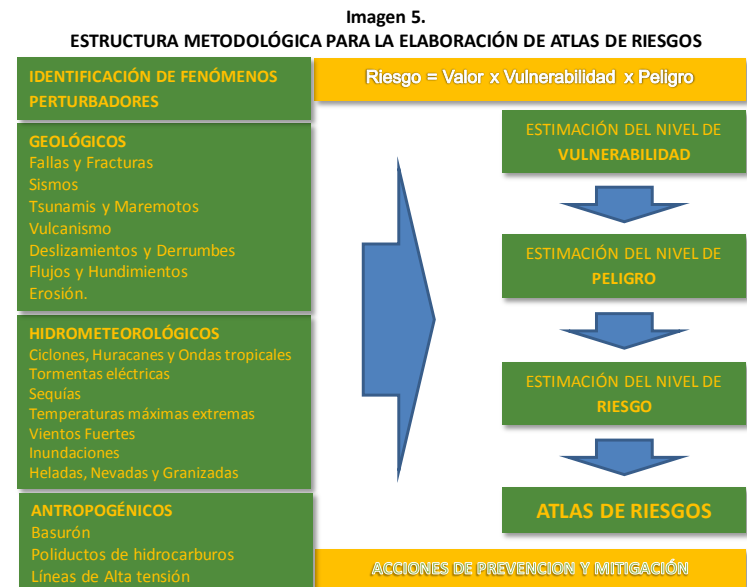 Imagen 5.
ESTRUCTURA METODOLÓGICA PARA LA ELABORACIÓN DE ATLAS DE RIESGOS
IDENTIFICACIÓN DE FENÓMENOS
PERTURBADORES
Riesgo = Valor x Vulnerabilidad x Peligro
GEOLÓGICOS
Fallas y Fracturas
Sismos
Tsunamis y Maremotos
Vulcanismo
Deslizamientos y Derrumbes
Flujos y Hundimientos
Erosión.
HIDROMETEOROLÓGICOS
Ciclones, Huracanes y Ondas tropicales
Tormentas eléctricas
Sequías
Temperaturas máximas extremas
Vientos Fuertes
Inundaciones
Heladas, Nevadas y Granizadas
ANTROPOGÉNICOS
Basurón
Poliductos de hidrocarburos
Líneas de Alta tensión
ESTIMACIÓN DEL NIVEL DE
VULNERABILIDAD
ESTIMACIÓN DEL NIVEL DE
PELIGRO
ESTIMACIÓN DEL NIVEL DE
RIESGO
ATLAS DE RIESGOS
ACCIONES DE PREVENCION Y MITIGACIÓN